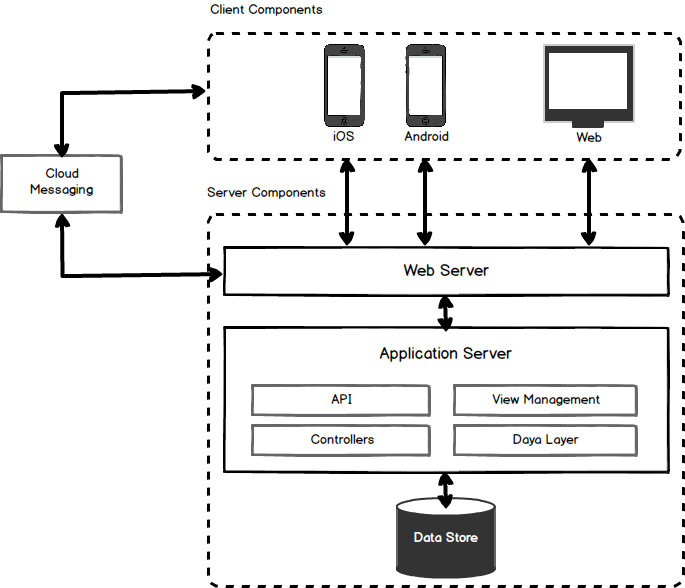 Client Components
iOS
Android
Web
Cloud
Messaging
Server Components
Web Server
Application Server
API
View Management
Controllers
Daya Layer
Data Store